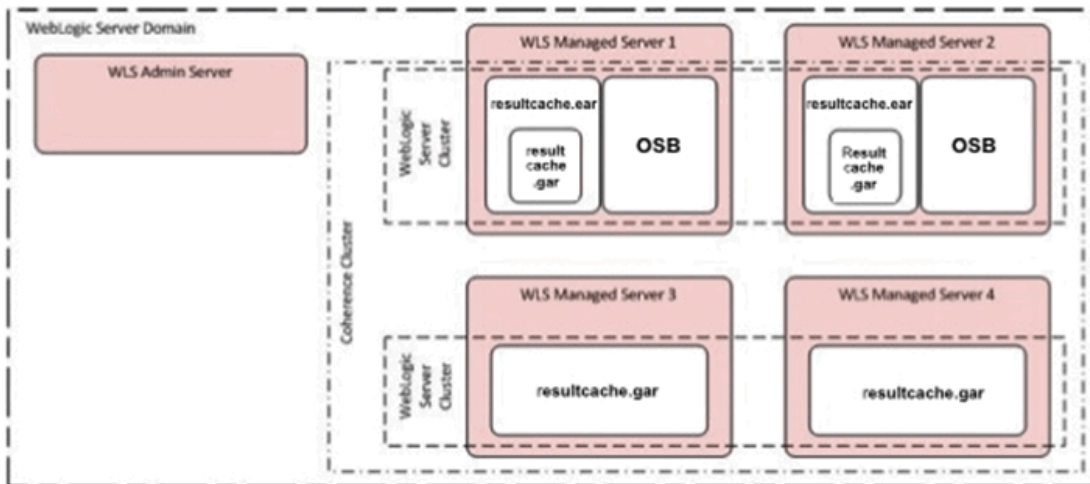 WebLogic Server Domain
WLS Admin Server
WLS Managed Server 1
WLS Managed Server 2
Coherence Cluster
WebLogic
Server
Cluster
resultcache.ear
result
cache
.gar
OSB
resultcache.ear
Result
cache
.gar
OSB
WLS Managed Server 3
WLS Managed Server 4
WebLogic
Server
Cluster
resultcache.gar
resultcache.gar